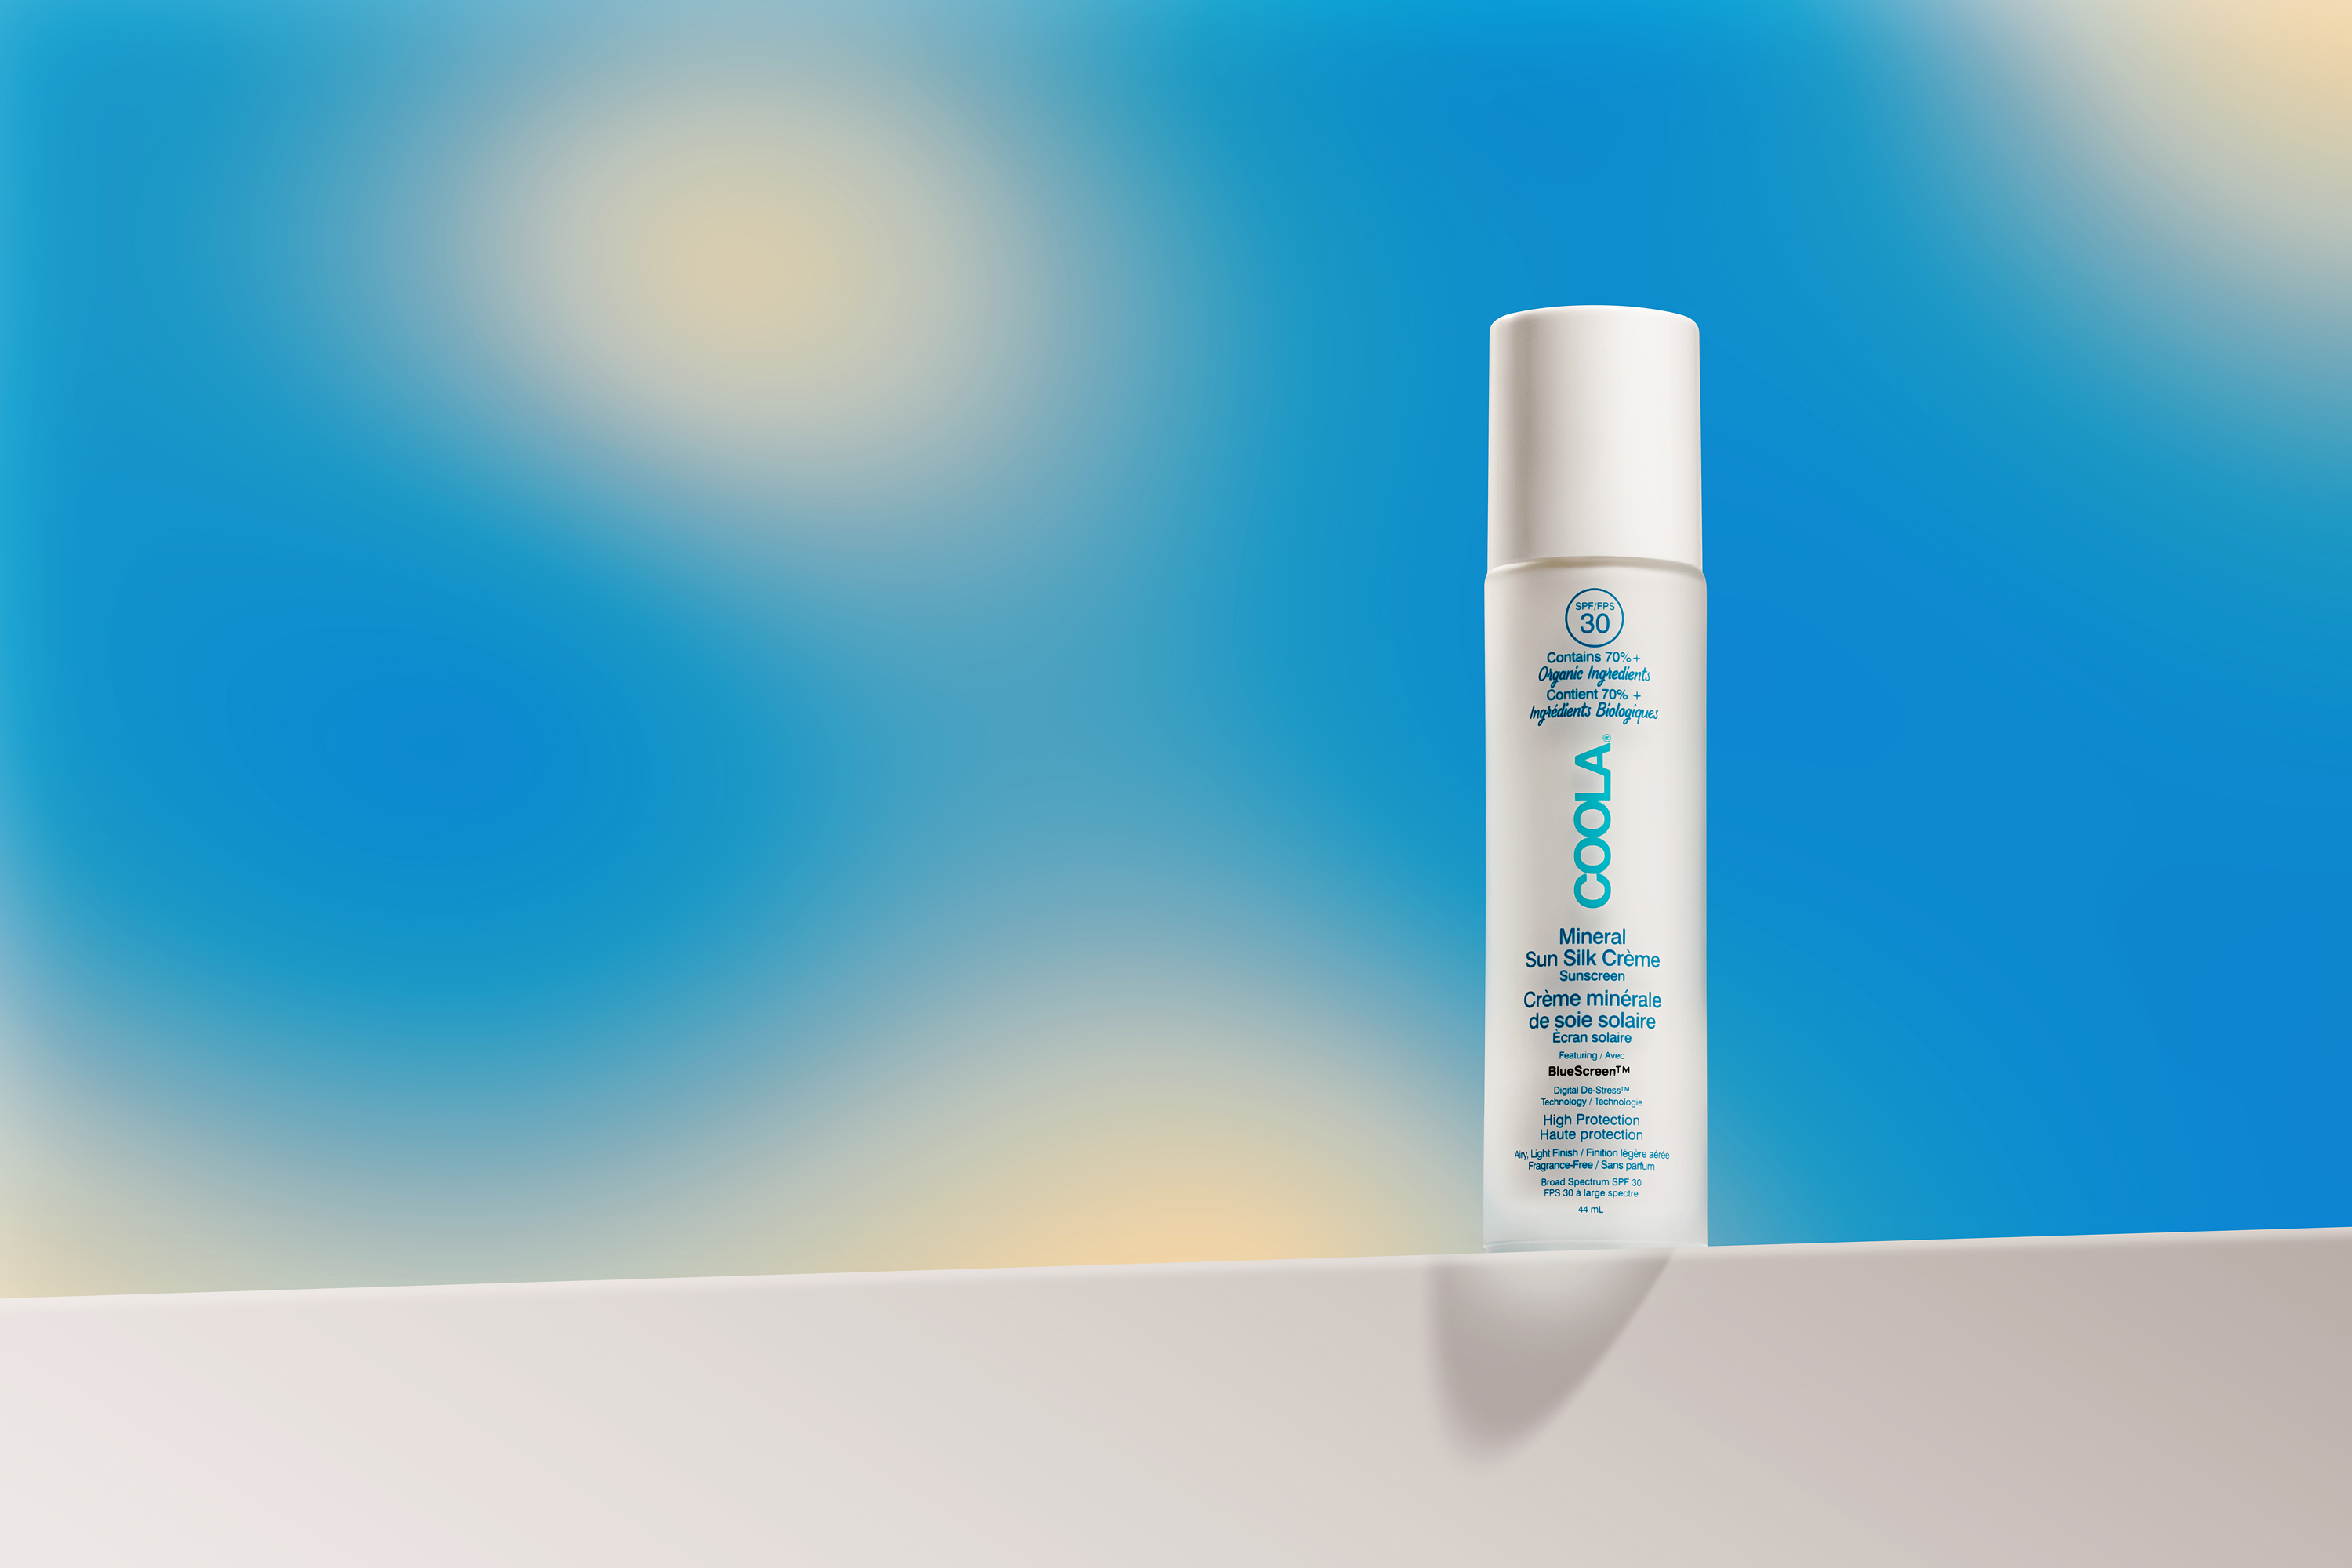 SPF/FPS
30
Contains 70%+
Organic Ingredients
Contient 70% +
Ingrédients Biologiques
COOLA®
Mineral
Sun Silk Crème
Sunscreen
Crème minérale
de soie solaire
Écran solaire
Featuring / Avec
BlueScreen™
Digital De-Stress™
Technology / Technologie
High Protection
Haute protection
Airy, Light Finish / Finition légère aérée
Fragrance-Free / Sans parfum
Broad Spectrum SPF 30
FPS 30 à large spectre
44 mL